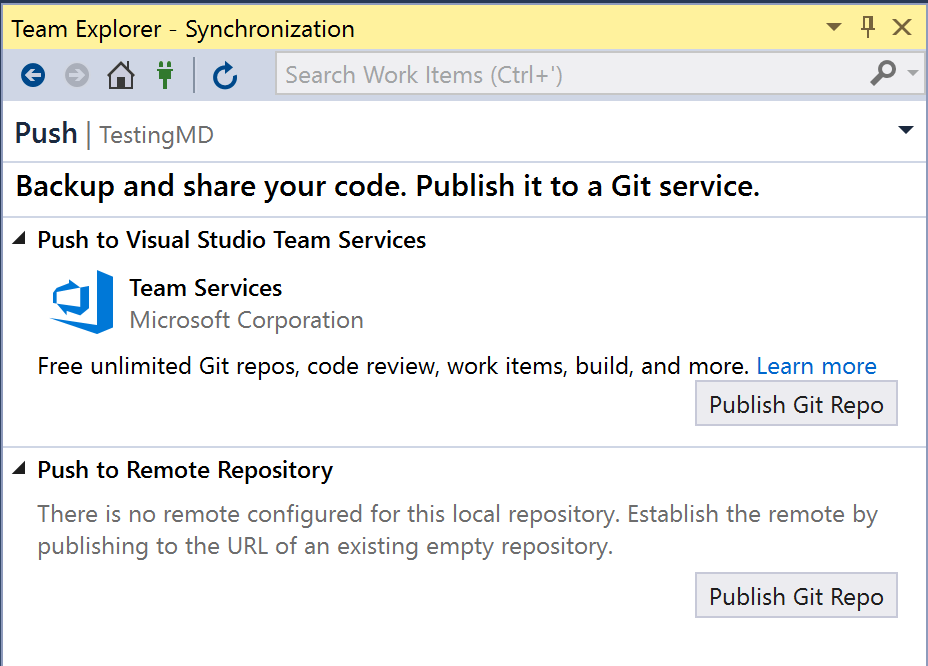 Team Explorer - Synchronization
Search Work Items (Ctrl+')
Push | TestingMD
Backup and share your code. Publish it to a Git service.
Push to Visual Studio Team Services
Team Services
Microsoft Corporation
Free unlimited Git repos, code review, work items, build, and more. Learn more
Publish Git Repo
Push to Remote Repository
There is no remote configured for this local repository. Establish the remote by
publishing to the URL of an existing empty repository.
Publish Git Repo